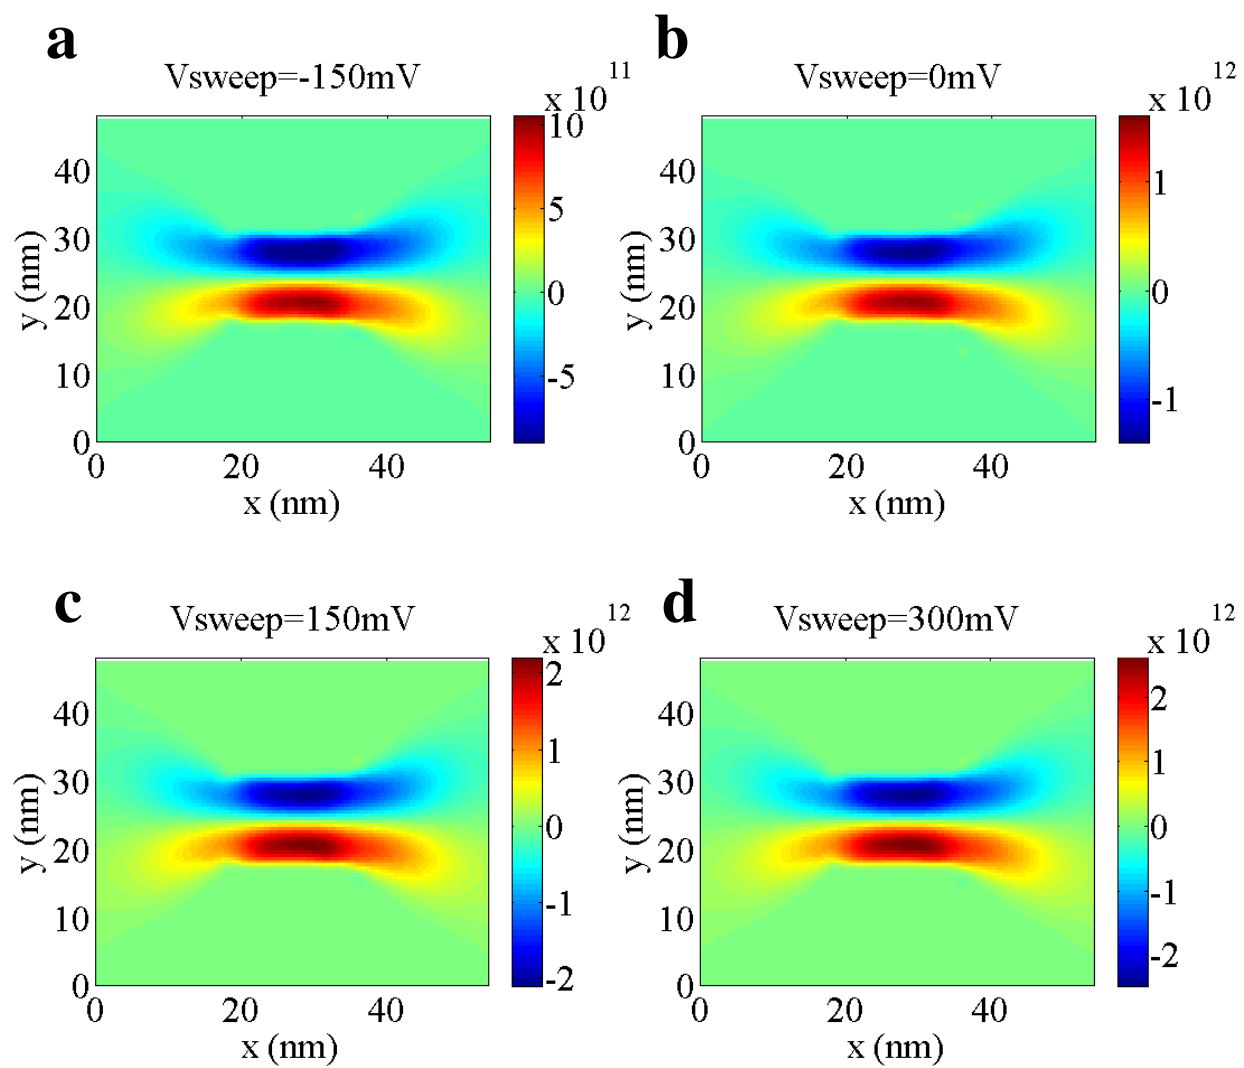 a
Vsweep=-150mV
x 10^11
10
5
0
-5
y (nm)
40
30
20
10
0
0 20 40
x (nm)
b
Vsweep=0mV
x 10^12
1
0
-1
y (nm)
40
30
20
10
0
0 20 40
x (nm)
c
Vsweep=150mV
x 10^12
2
1
0
-1
-2
y (nm)
40
30
20
10
0
0 20 40
x (nm)
d
Vsweep=300mV
x 10^12
2
1
0
-1
-2
y (nm)
40
30
20
10
0
0 20 40
x (nm)